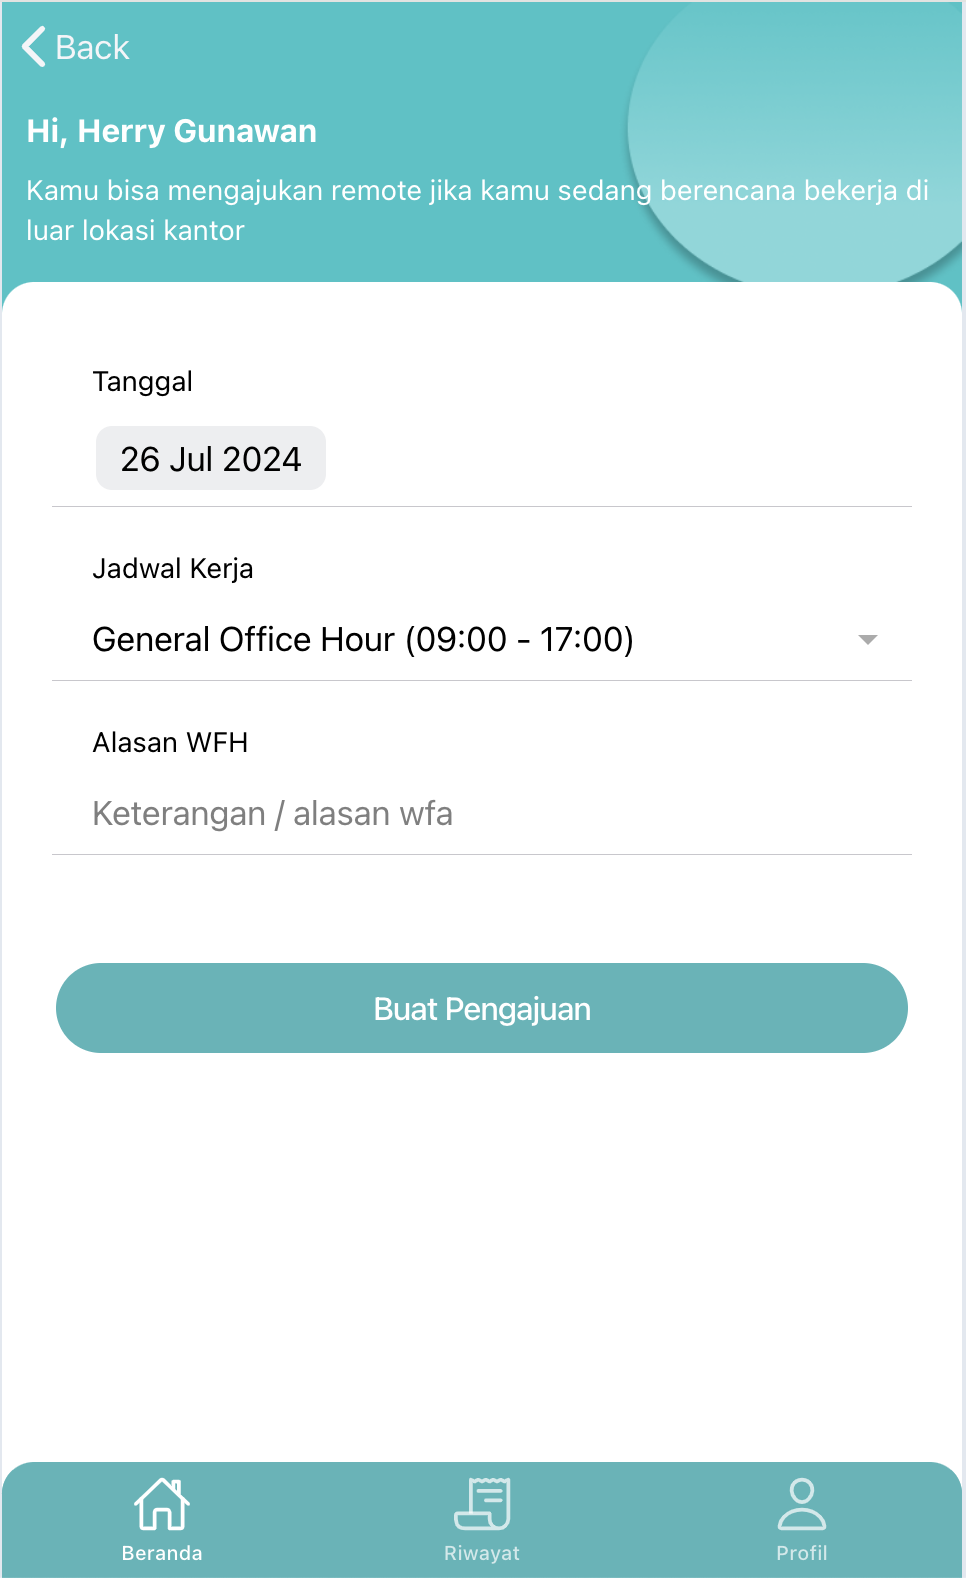 Back
Hi, Herry Gunawan
Kamu bisa mengajukan remote jika kamu sedang berencana bekerja di
luar lokasi kantor
Tanggal
26 Jul 2024
Jadwal Kerja
General Office Hour (09:00 - 17:00)
Alasan WFH
Keterangan / alasan wfa
Buat Pengajuan
Beranda
Riwayat
Profil